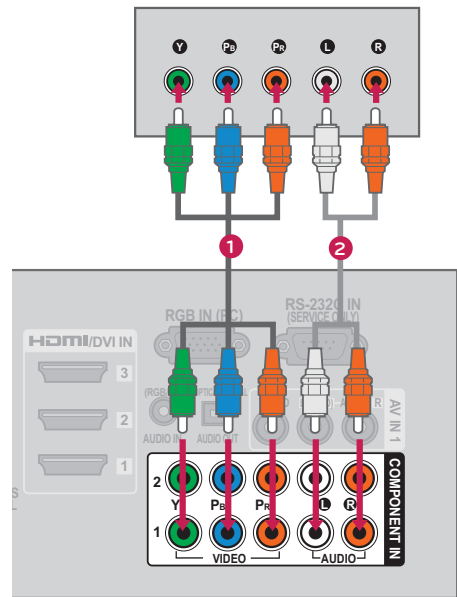 Y PB PR L R
1 2
RGB IN (PC)
RS-232C IN
(SERVICE ONLY)
HDMI/DVI IN
3
2
1
AUDIO IN
AUDIO OUT
AV IN 1
COMPONENT IN
2
Y PB PR L R
1
VIDEO AUDIO